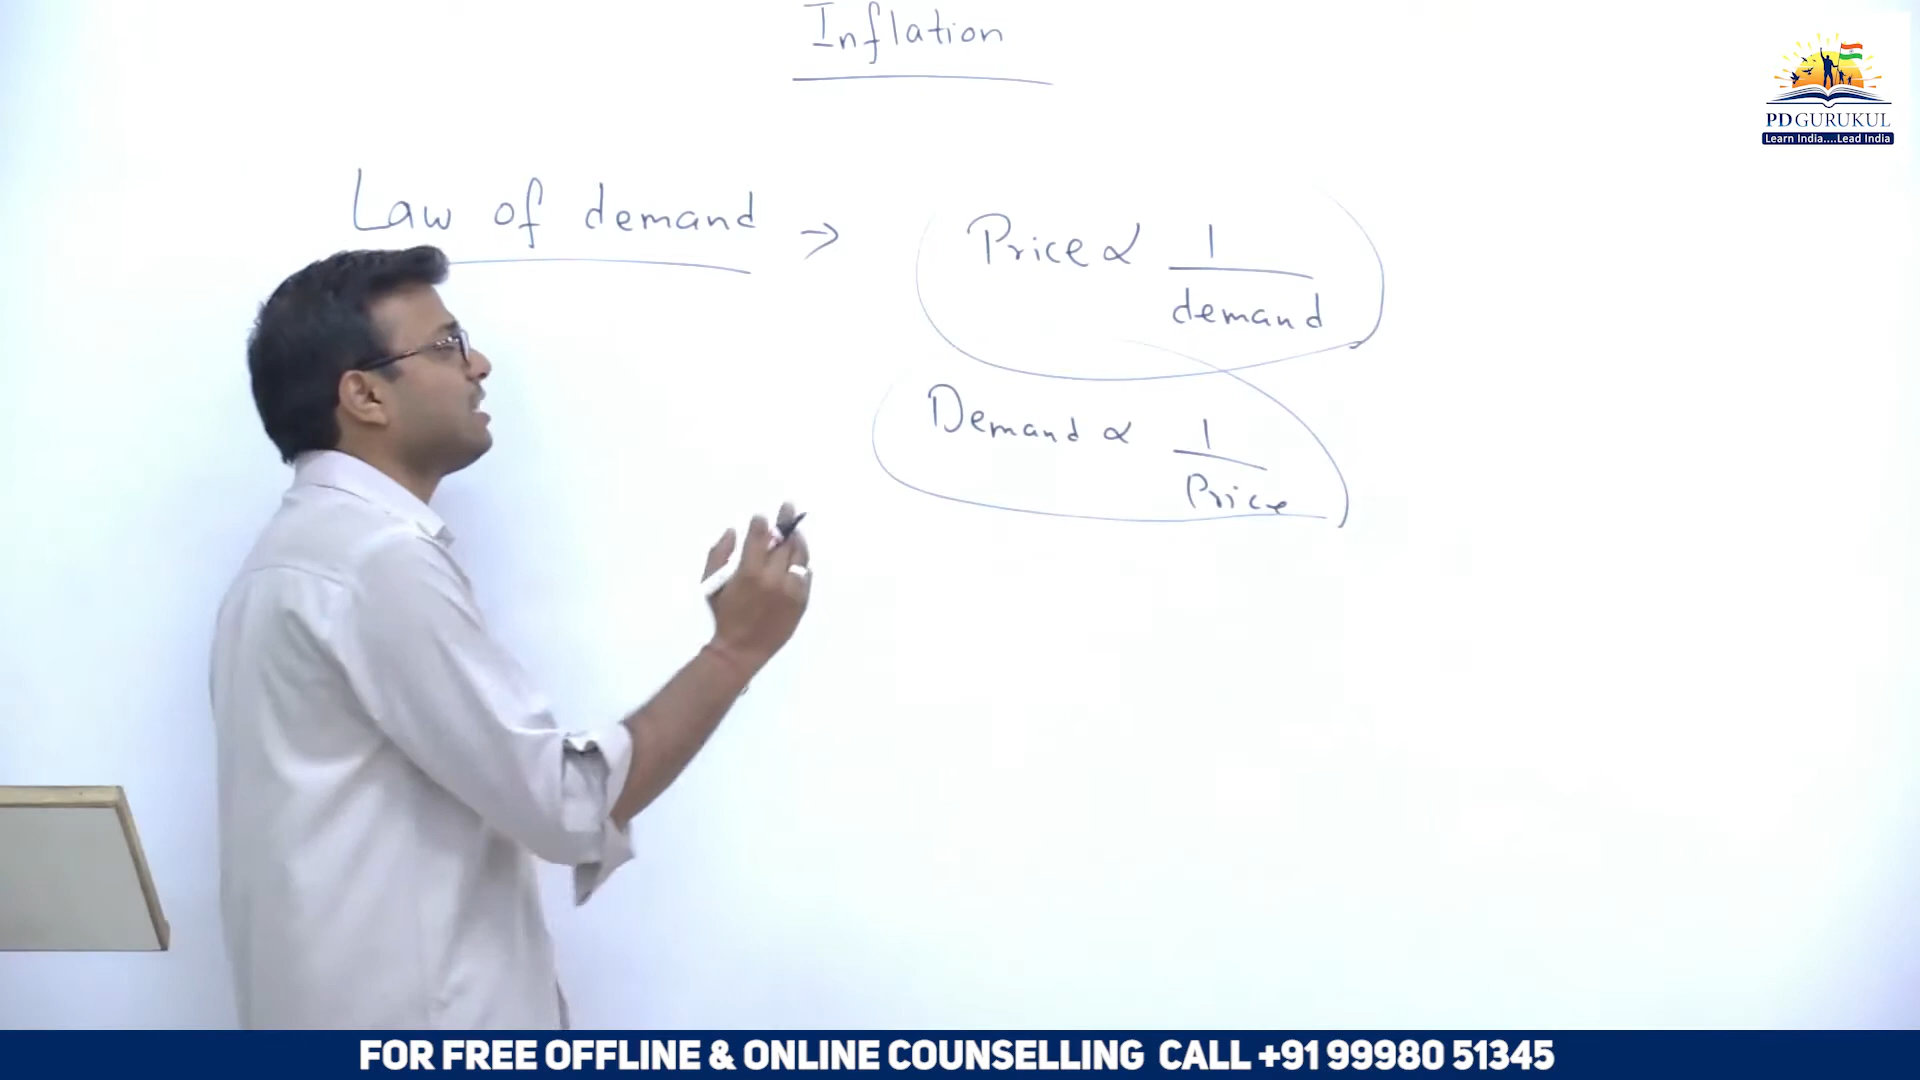 Inflation
PD GURUKUL
Learn India....Lead India
Law of demand → Price ∝ 1/demand
Demand ∝ 1/Price
FOR FREE OFFLINE & ONLINE COUNSELLING CALL +91 99980 51345